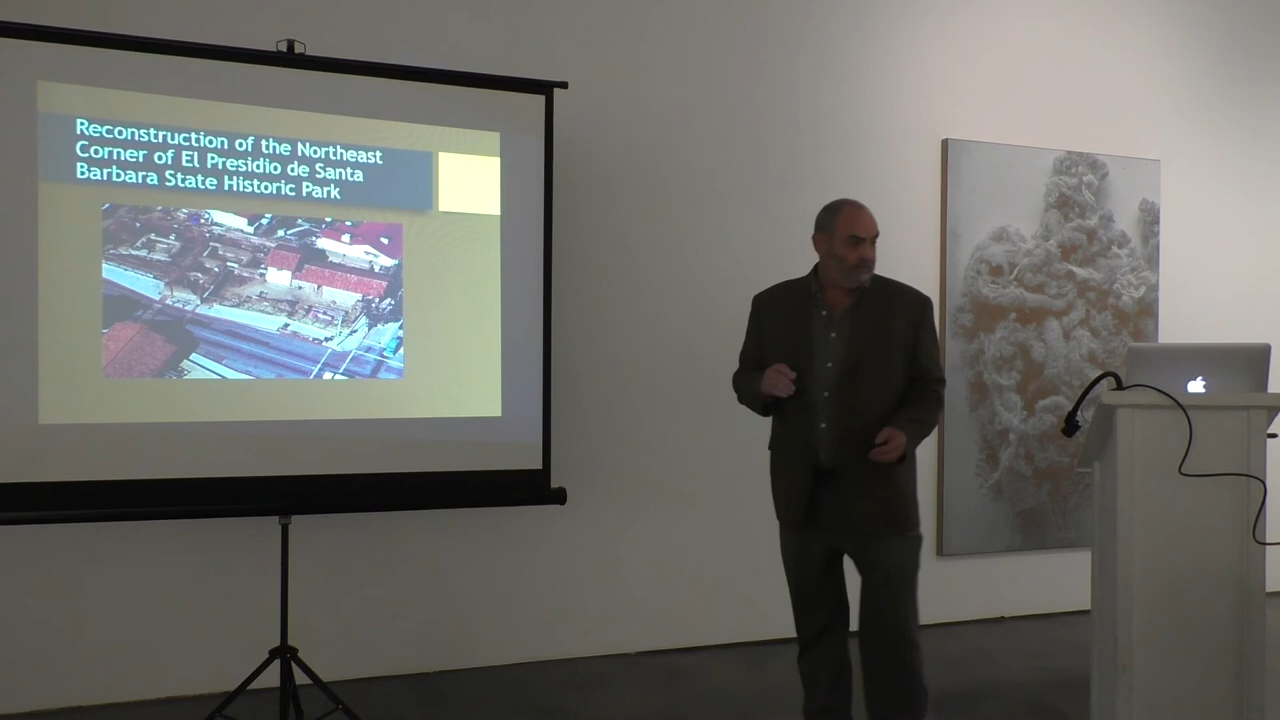 Reconstruction of the Northeast
Corner of El Presidio de Santa
Barbara State Historic Park